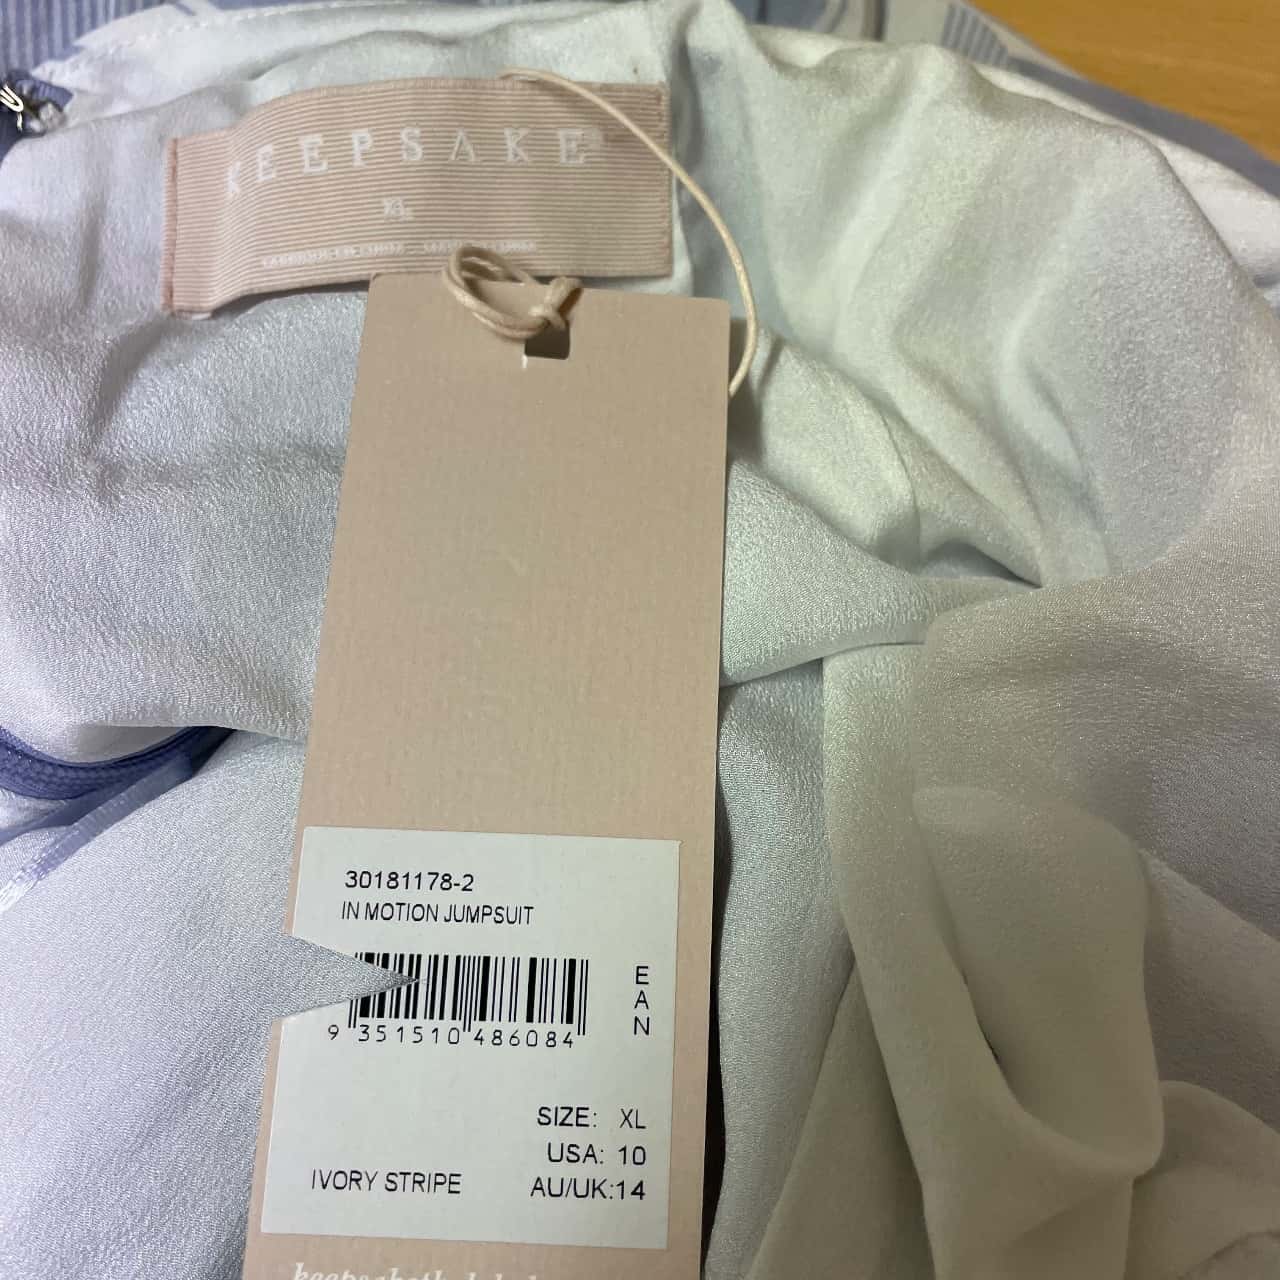 KEEPSAKE
XL
30181178-2
IN MOTION JUMPSUIT
EAN
9 351510 486084
SIZE: XL
USA: 10
IVORY STRIPE AU/UK:14